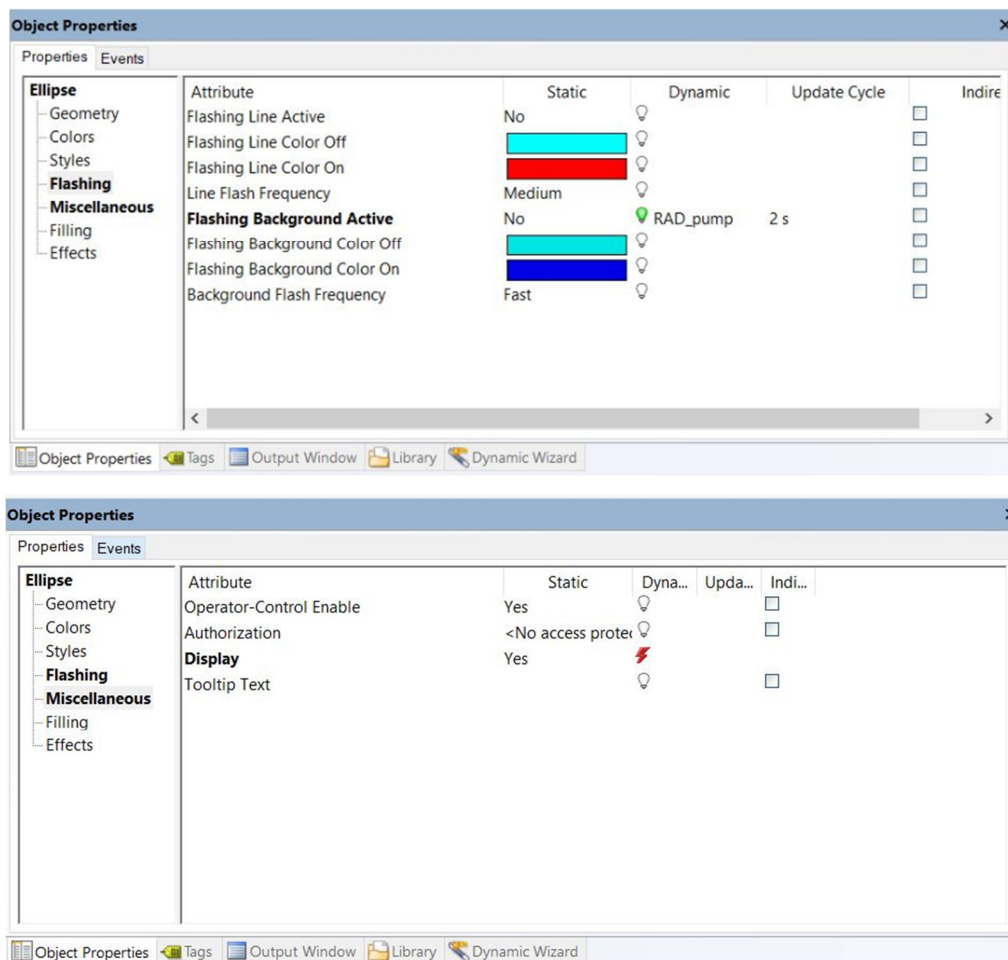 Object Properties
Properties Events
Ellipse
Geometry
Colors
Styles
Flashing
Miscellaneous
Filling
Effects
Attribute Static Dynamic Update Cycle Indire
Flashing Line Active No
Flashing Line Color Off
Flashing Line Color On
Line Flash Frequency Medium
Flashing Background Active No RAD_pump 2 s
Flashing Background Color Off
Flashing Background Color On
Background Flash Frequency Fast
Object Properties Tags Output Window Library Dynamic Wizard
Object Properties
Properties Events
Ellipse
Geometry
Colors
Styles
Flashing
Miscellaneous
Filling
Effects
Attribute Static Dyna... Upda... Indi...
Operator-Control Enable Yes
Authorization <No access protec
Display Yes
Tooltip Text
Object Properties Tags Output Window Library Dynamic Wizard